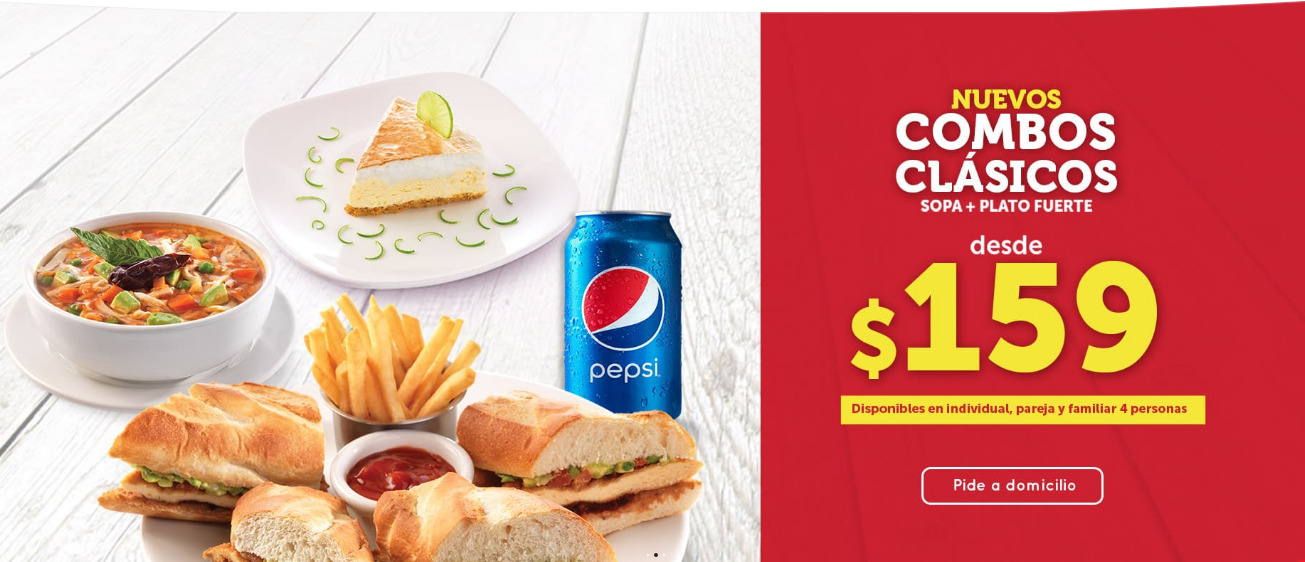 pepsi
NUEVOS
COMBOS
CLÁSICOS
SOPA + PLATO FUERTE
desde
$159
Disponibles en individual, pareja y familiar 4 personas
Pide a domicilio